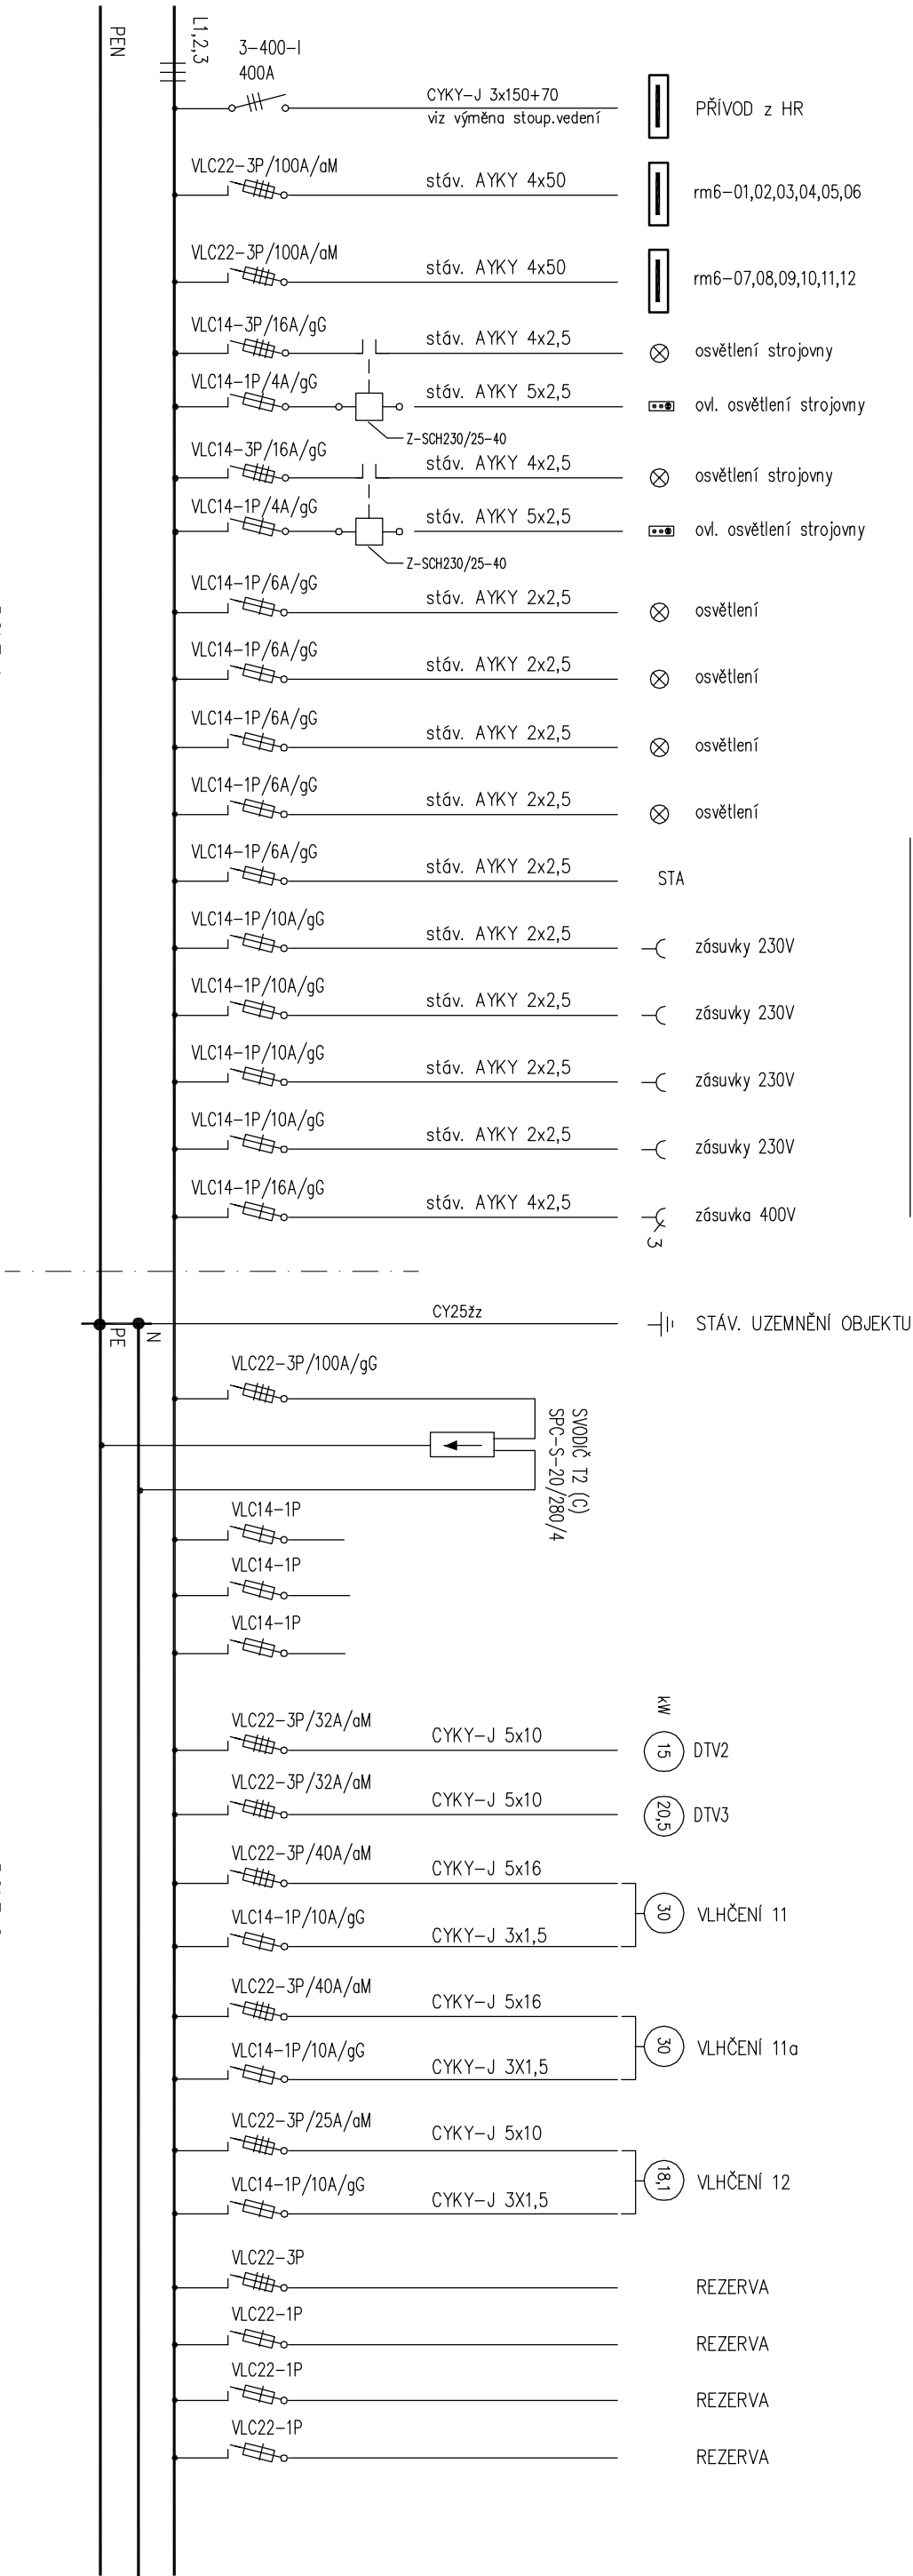 PEN
L1,2,3
3-400-I
400A
CYKY-J 3x150+70
viz výměna stoup.vedení
PŘÍVOD z HR
VLC22-3P/100A/aM
stáv. AYKY 4x50
rm6-01,02,03,04,05,06
VLC22-3P/100A/aM
stáv. AYKY 4x50
rm6-07,08,09,10,11,12
VLC14-3P/16A/gG
stáv. AYKY 4x2,5
osvětlení strojovny
VLC14-1P/4A/gG
stáv. AYKY 5x2,5
ovl. osvětlení strojovny
Z-SCH230/25-40
VLC14-3P/16A/gG
stáv. AYKY 4x2,5
osvětlení strojovny
VLC14-1P/4A/gG
stáv. AYKY 5x2,5
ovl. osvětlení strojovny
Z-SCH230/25-40
VLC14-1P/6A/gG
stáv. AYKY 2x2,5
osvětlení
VLC14-1P/6A/gG
stáv. AYKY 2x2,5
osvětlení
VLC14-1P/6A/gG
stáv. AYKY 2x2,5
osvětlení
VLC14-1P/6A/gG
stáv. AYKY 2x2,5
osvětlení
VLC14-1P/6A/gG
stáv. AYKY 2x2,5
STA
VLC14-1P/10A/gG
stáv. AYKY 2x2,5
zásuvky 230V
VLC14-1P/10A/gG
stáv. AYKY 2x2,5
zásuvky 230V
VLC14-1P/10A/gG
stáv. AYKY 2x2,5
zásuvky 230V
VLC14-1P/10A/gG
stáv. AYKY 2x2,5
zásuvky 230V
VLC14-1P/16A/gG
stáv. AYKY 4x2,5
zásuvka 400V
3
CY25žz
STÁV. UZEMNĚNÍ OBJEKTU
PE
N
VLC22-3P/100A/gG
SVODIČ T2 (C)
SPC-S-20/280/4
VLC14-1P
VLC14-1P
VLC14-1P
kW
VLC22-3P/32A/aM
CYKY-J 5x10
15
DTV2
VLC22-3P/32A/aM
CYKY-J 5x10
20,5
DTV3
VLC22-3P/40A/aM
CYKY-J 5x16
30
VLHČENÍ 11
VLC14-1P/10A/gG
CYKY-J 3x1,5
VLC22-3P/40A/aM
CYKY-J 5x16
30
VLHČENÍ 11a
VLC14-1P/10A/gG
CYKY-J 3X1,5
VLC22-3P/25A/aM
CYKY-J 5x10
18,1
VLHČENÍ 12
VLC14-1P/10A/gG
CYKY-J 3X1,5
VLC22-3P
REZERVA
VLC22-1P
REZERVA
VLC22-1P
REZERVA
VLC22-1P
REZERVA